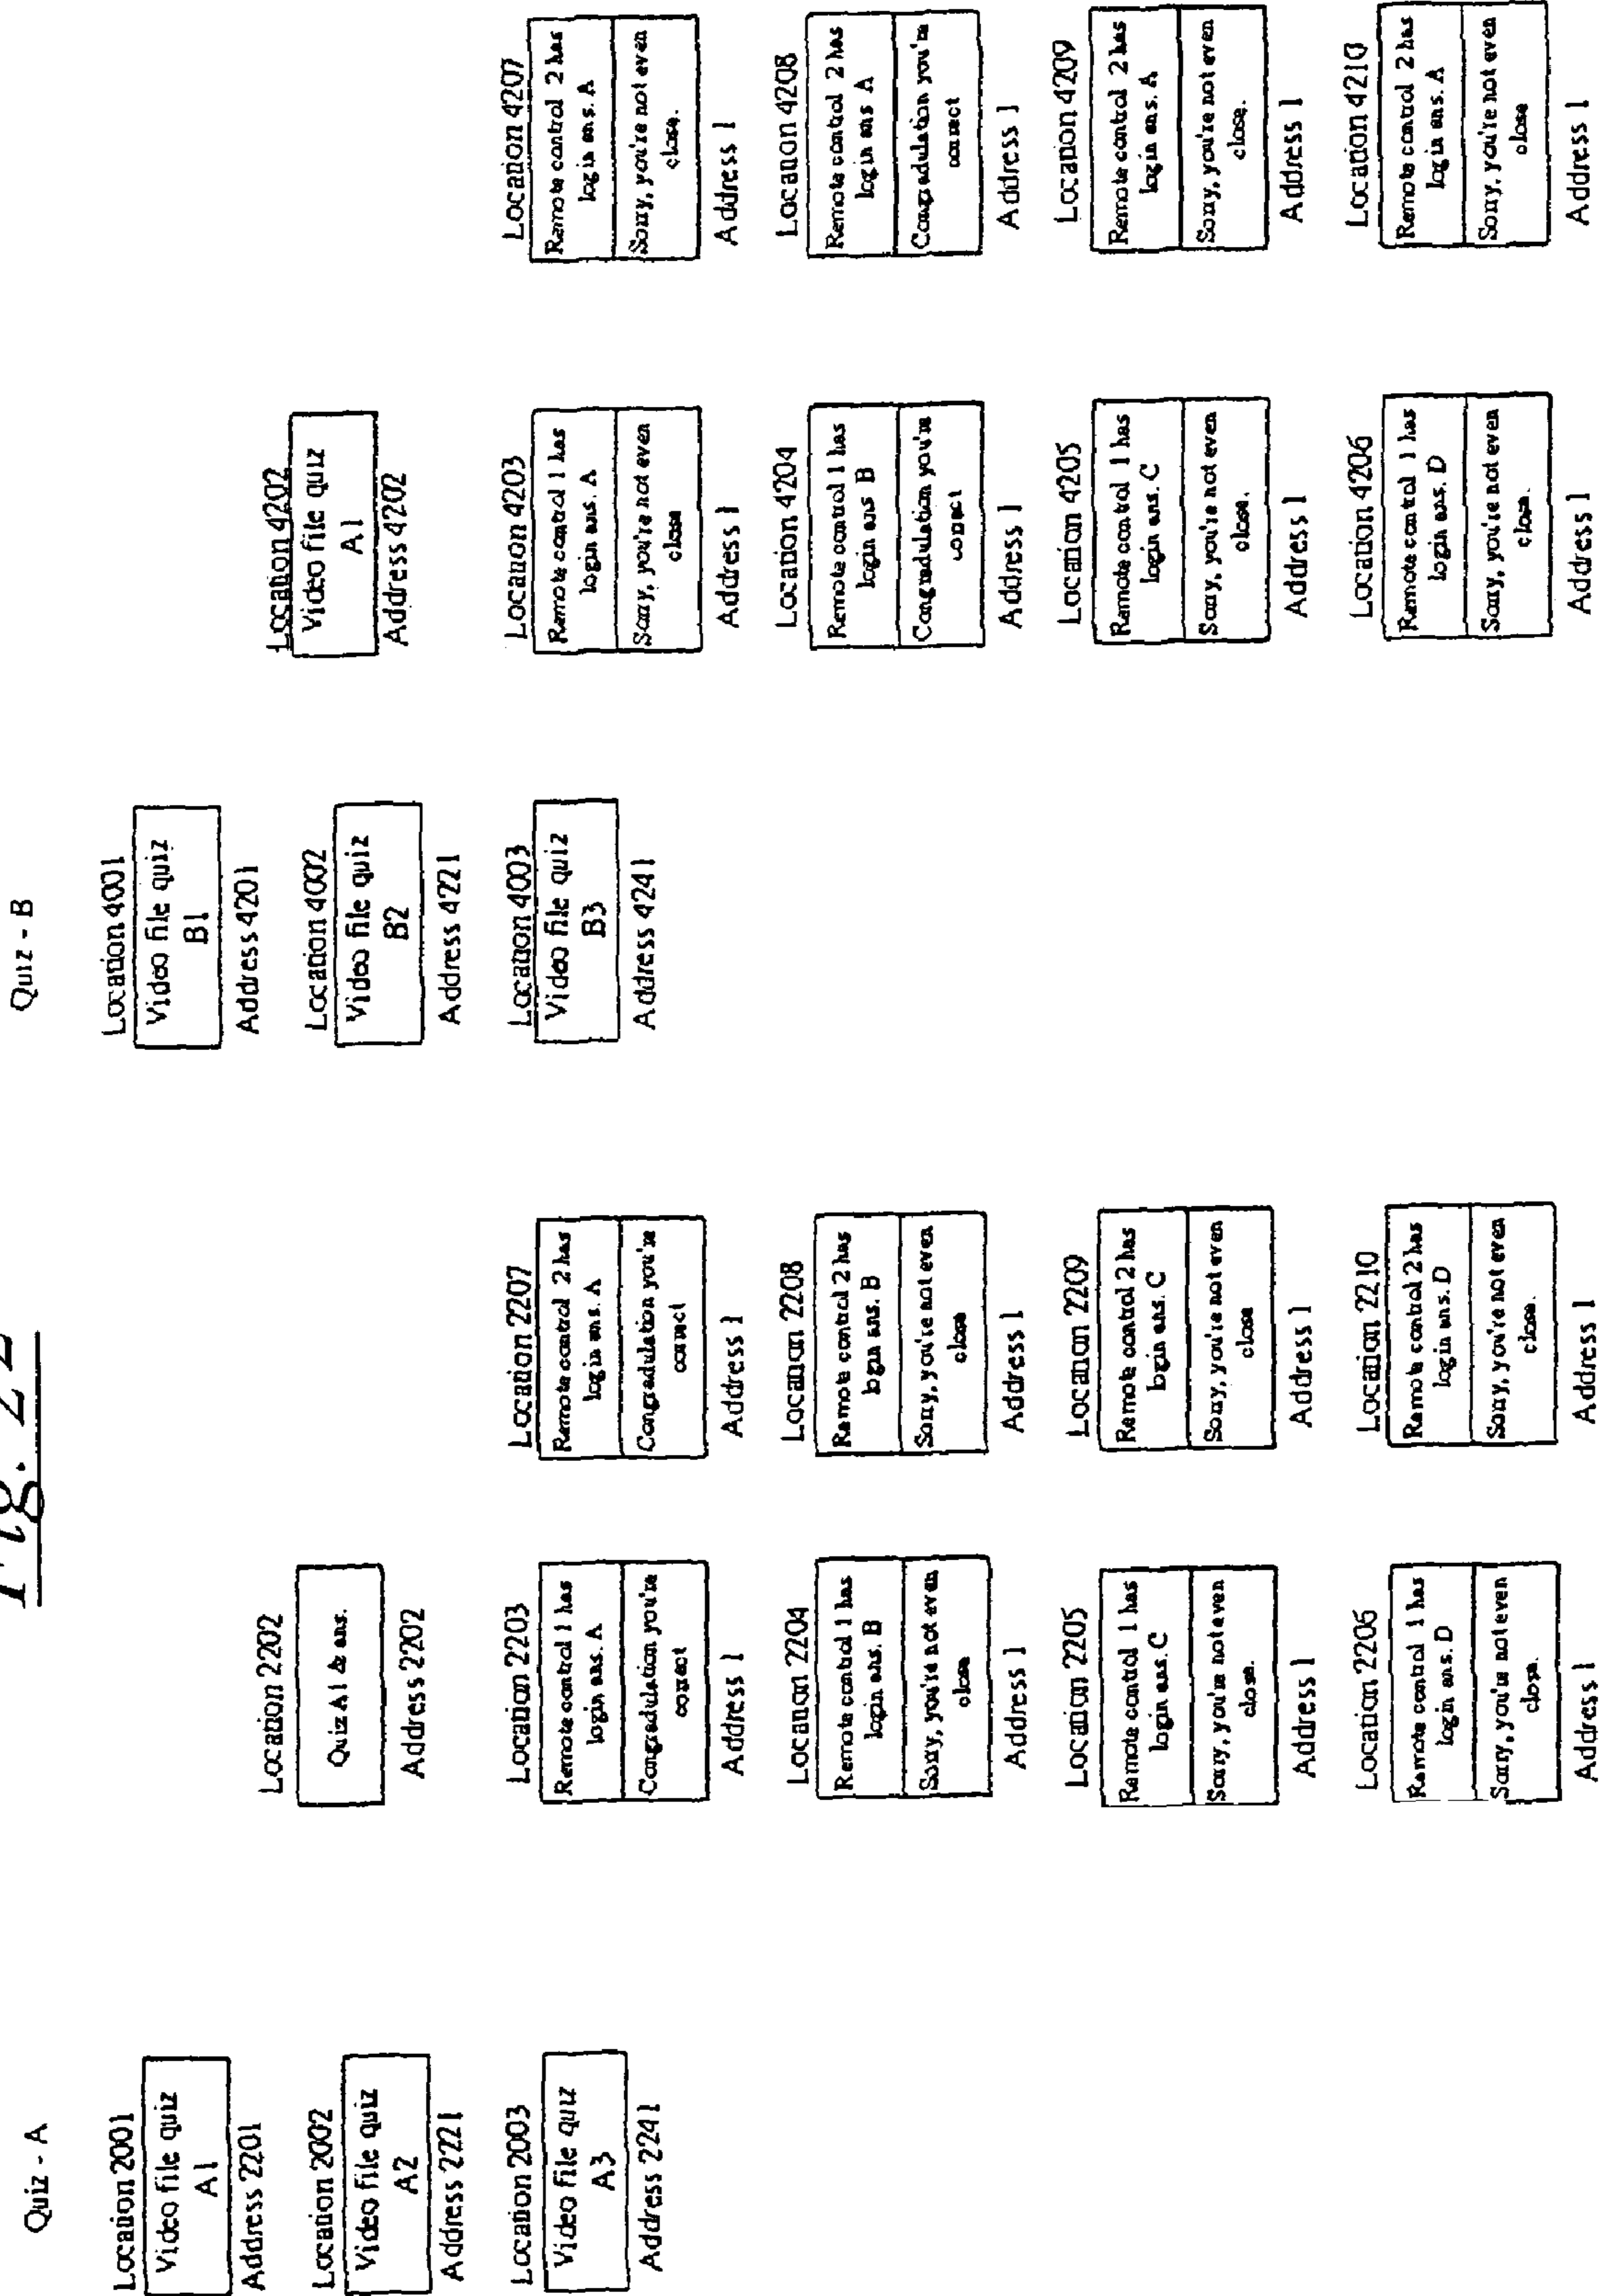 Fig. 22
Quiz - A
Location 2001
Video file quiz
A1
Address 2201
Location 2002
Video file quiz
A2
Address 2221
Location 2003
Video file quiz
A3
Address 2241
Location 2202
Quiz A1 & ans.
Address 2202
Location 2203
Remote control 1 has
login ans. A
Congradulation you're
correct
Address 1
Location 2204
Remote control 1 has
login ans. B
Sorry, you're not even
close
Address 1
Location 2205
Remote control 1 has
login ans. C
Sorry, you're not even
close.
Address 1
Location 2206
Remote control 1 has
login ans. D
Sorry, you're not even
close.
Address 1
Location 2207
Remote control 2 has
login ans. A
Congradulation you're
correct
Address 1
Location 2208
Remote control 2 has
login ans. B
Sorry, you're not even
close
Address 1
Location 2209
Remote control 2 has
login ans. C
Sorry, you're not even
close
Address 1
Location 2210
Remote control 2 has
login ans. D
Sorry, you're not even
close.
Address 1
Quiz - B
Location 4001
Video file quiz
B1
Address 4201
Location 4002
Video file quiz
B2
Address 4221
Location 4003
Video file quiz
B3
Address 4241
Location 4202
Video file quiz
A1
Address 4202
Location 4203
Remote control 1 has
login ans. A
Sorry, you're not even
close
Address 1
Location 4204
Remote control 1 has
login ans B
Congradulation you're
correct
Address 1
Location 4205
Remote control 1 has
login ans. C
Sorry, you're not even
close.
Address 1
Location 4206
Remote control 1 has
login ans. D
Sorry, you're not even
close.
Address 1
Location 4207
Remote control 2 has
login ans. A
Sorry, you're not even
close.
Address 1
Location 4208
Remote control 2 has
login ans A
Congradulation you're
correct
Address 1
Location 4209
Remote control 2 has
login ans. A
Sorry, you're not even
close.
Address 1
Location 4210
Remote control 2 has
login ans. A
Sorry, you're not even
close
Address 1